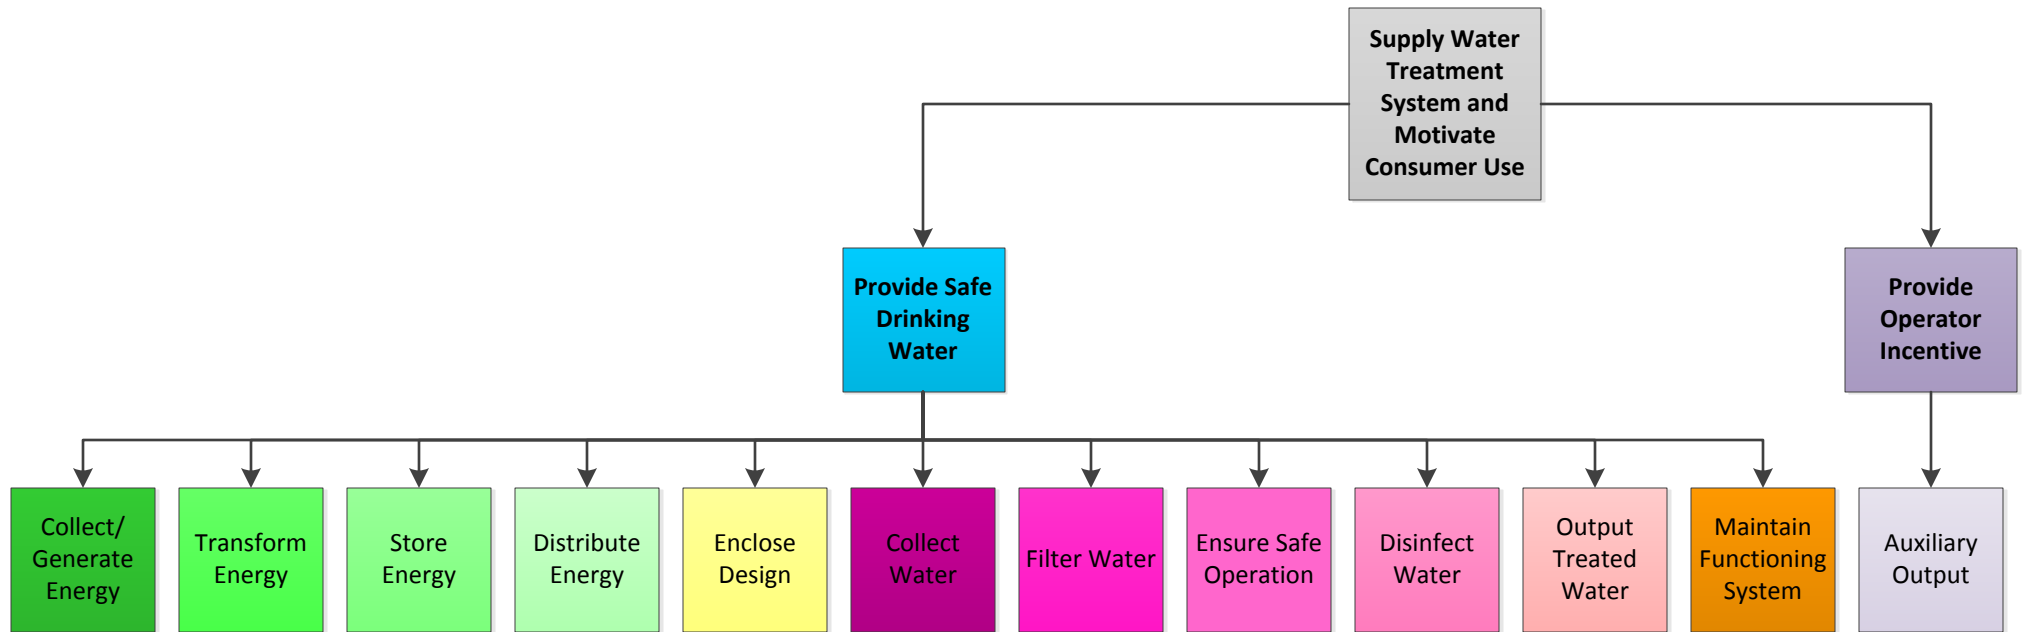 Supply Water
Treatment
System and
Motivate
Consumer Use
Provide Safe
Drinking
Water
Provide
Operator
Incentive
Collect/
Generate
Energy
Transform
Energy
Store
Energy
Distribute
Energy
Enclose
Design
Collect
Water
Filter Water
Ensure Safe
Operation
Disinfect
Water
Output
Treated
Water
Maintain
Functioning
System
Auxiliary
Output